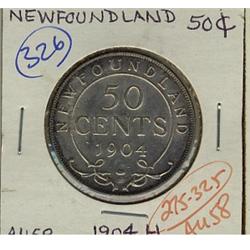 NEWFOUNDLAND 50¢
326
NEWFOUNDLAND
50
CENTS
1904
275-325
AU58
AU58 1904 H